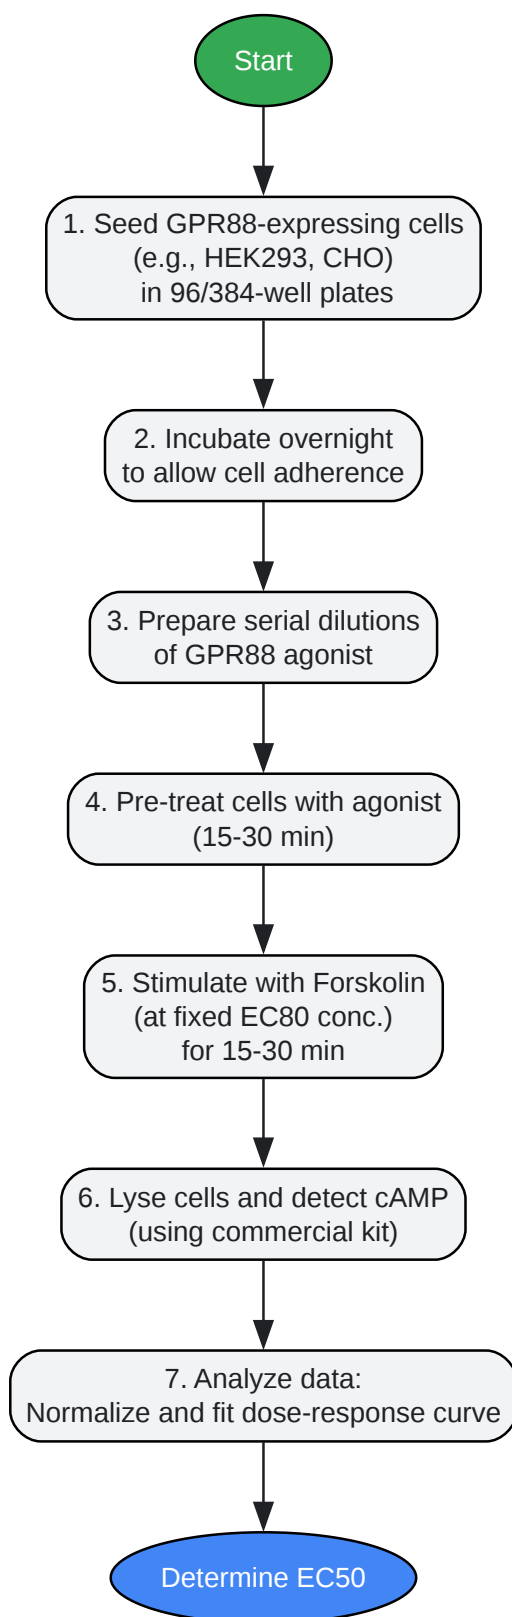 Start
1. Seed GPR88-expressing cells
(e.g., HEK293, CHO)
in 96/384-well plates
2. Incubate overnight
to allow cell adherence
3. Prepare serial dilutions
of GPR88 agonist
4. Pre-treat cells with agonist
(15-30 min)
5. Stimulate with Forskolin
(at fixed EC80 conc.)
for 15-30 min
6. Lyse cells and detect cAMP
(using commercial kit)
7. Analyze data:
Normalize and fit dose-response curve
Determine EC50